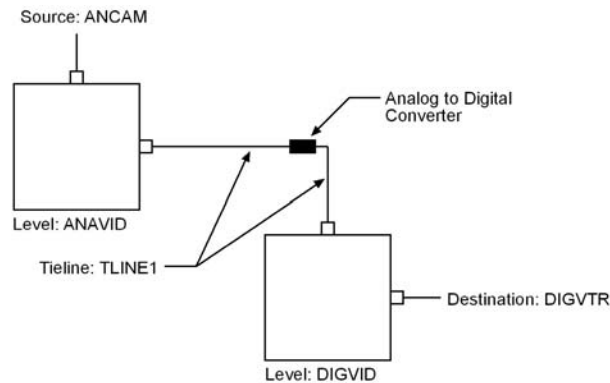 Source: ANCAM
Analog to Digital
Converter
Level: ANAVID
Tieline: TLINE1
Destination: DIGVTR
Level: DIGVID